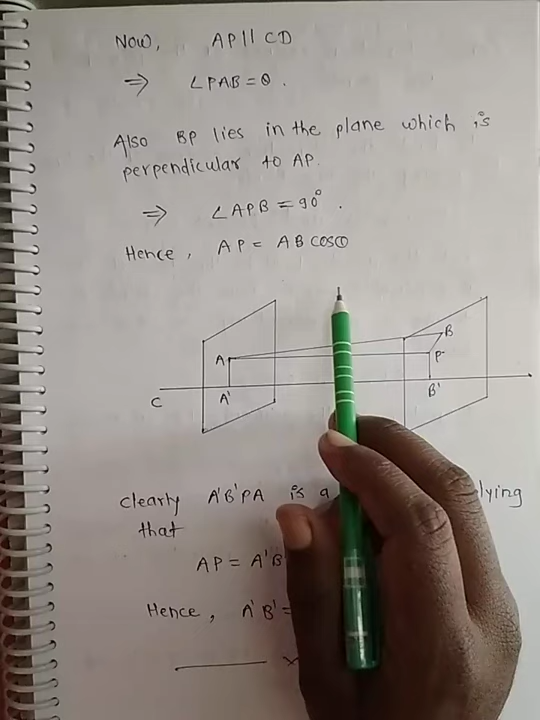 Now, AP || CD
⇒ ∠PAB = θ.
Also BP lies in the plane which is
perpendicular to AP.
⇒ ∠APB = 90°.
Hence, AP = AB cosθ
B
A P
A' B'
C
clearly A'B'PA is a lying
that
AP = A'B'
Hence, A'B' =